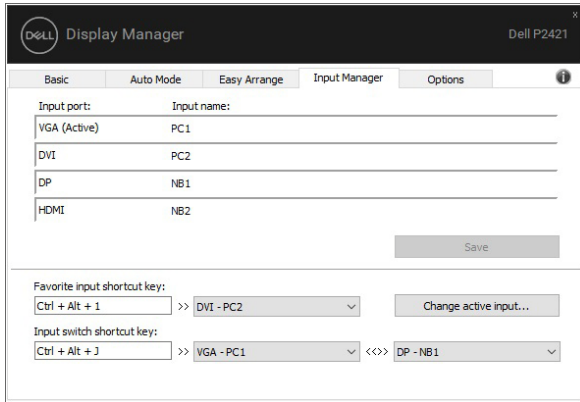 DELL Display Manager Dell P2421
Basic Auto Mode Easy Arrange Input Manager Options
Input port: Input name:
VGA (Active) PC1
DVI PC2
DP NB1
HDMI NB2
Save
Favorite input shortcut key:
Ctrl + Alt + 1 >> DVI - PC2 Change active input...
Input switch shortcut key:
Ctrl + Alt + J >> VGA - PC1 <<>> DP - NB1